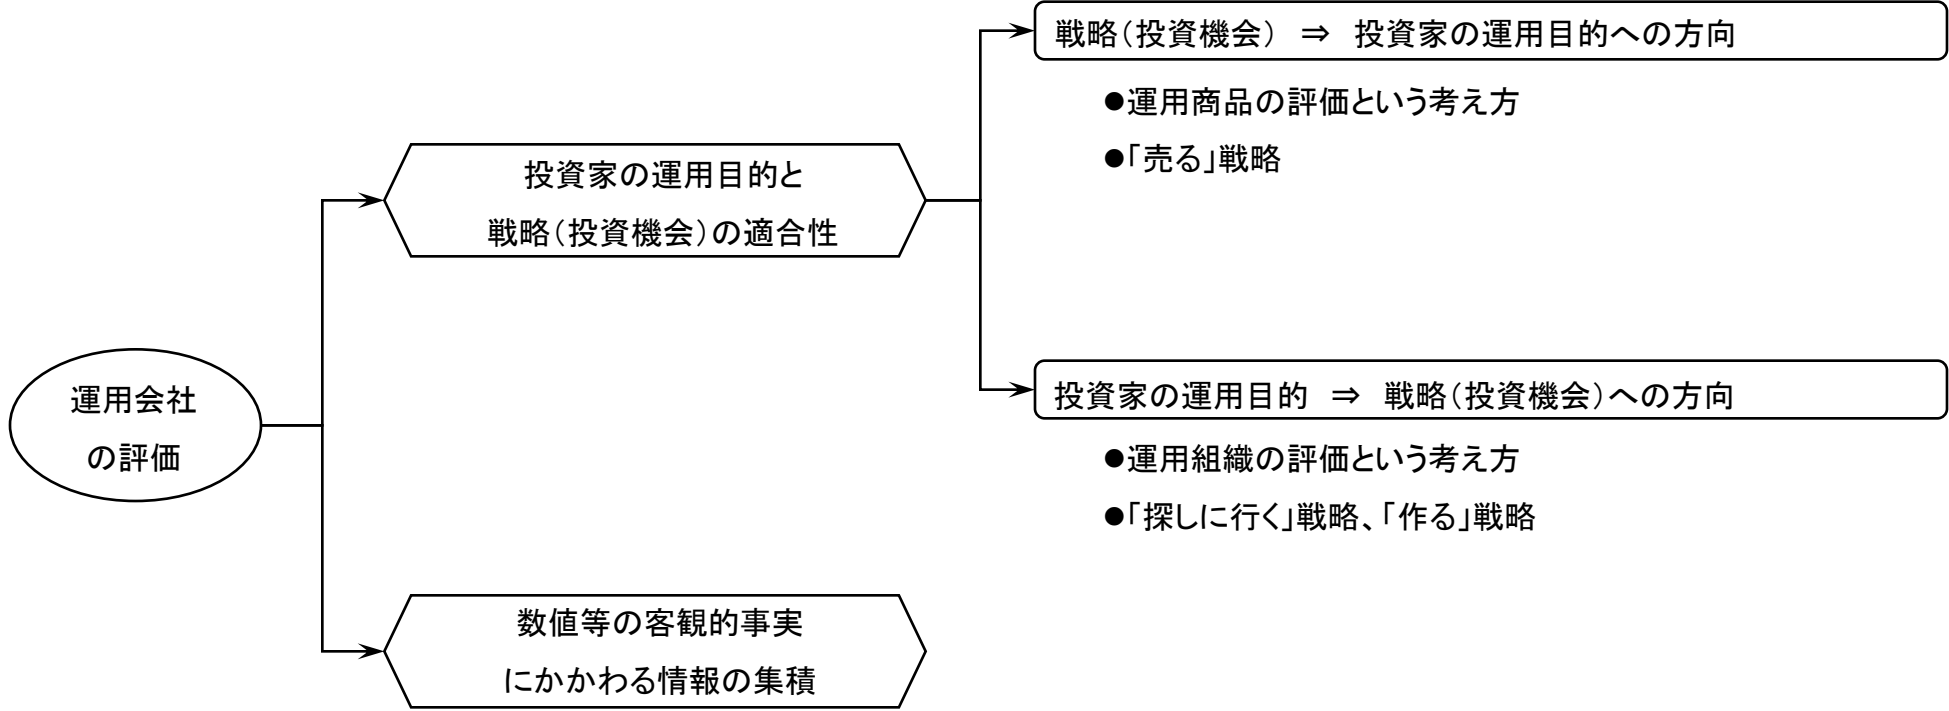 運用会社
の評価
投資家の運用目的と
戦略（投資機会）の適合性
戦略（投資機会） ⇒ 投資家の運用目的への方向
●運用商品の評価という考え方
●「売る」戦略
投資家の運用目的 ⇒ 戦略（投資機会）への方向
●運用組織の評価という考え方
●「探しに行く」戦略、「作る」戦略
数値等の客観的事実
にかかわる情報の集積